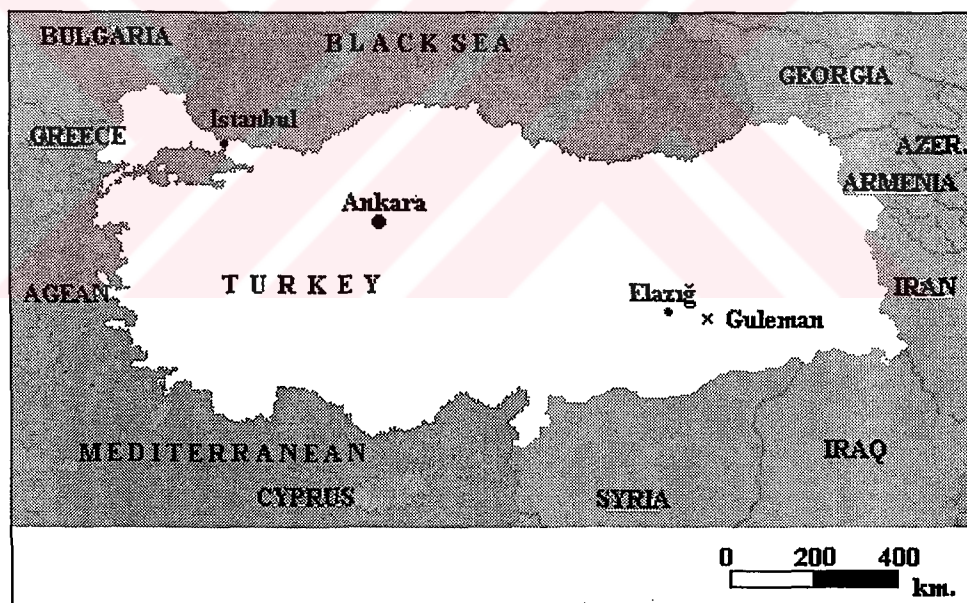 BULGARIA
BLACK SEA
GEORGIA
Istanbul
GREECE
AZER.
ARMENIA
Ankara
TURKEY
AGEAN
IRAN
Elazığ
Guleman
MEDITERRANEAN
IRAQ
CYPRUS
SYRIA
0 200 400
km.